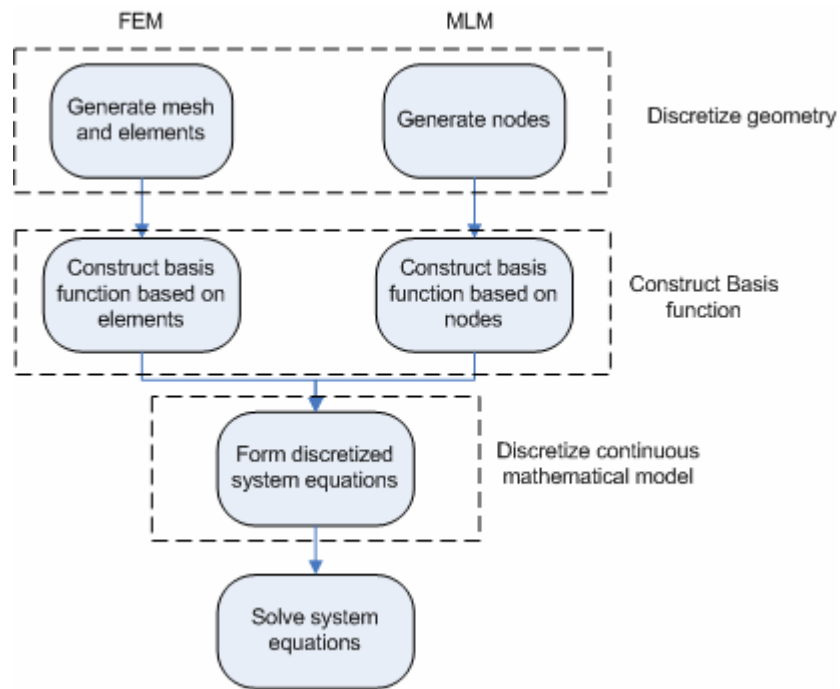 FEM
MLM
Generate mesh
and elements
Generate nodes
Discretize geometry
Construct basis
function based on
elements
Construct basis
function based on
nodes
Construct Basis
function
Form discretized
system equations
Discretize continuous
mathematical model
Solve system
equations